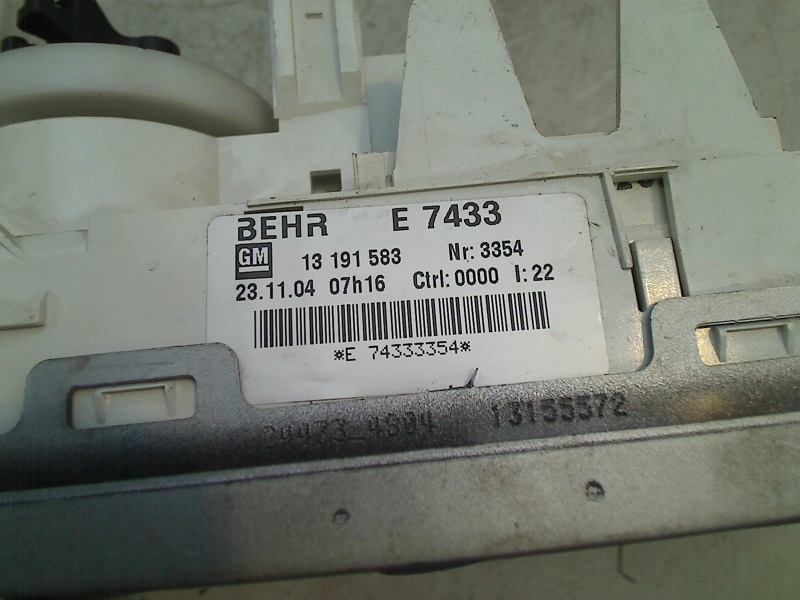 BEHR E 7433
GM 13 191 583 Nr: 3354
23.11.04 07h16 Ctrl: 0000 I: 22
*E 74333354*
13155572